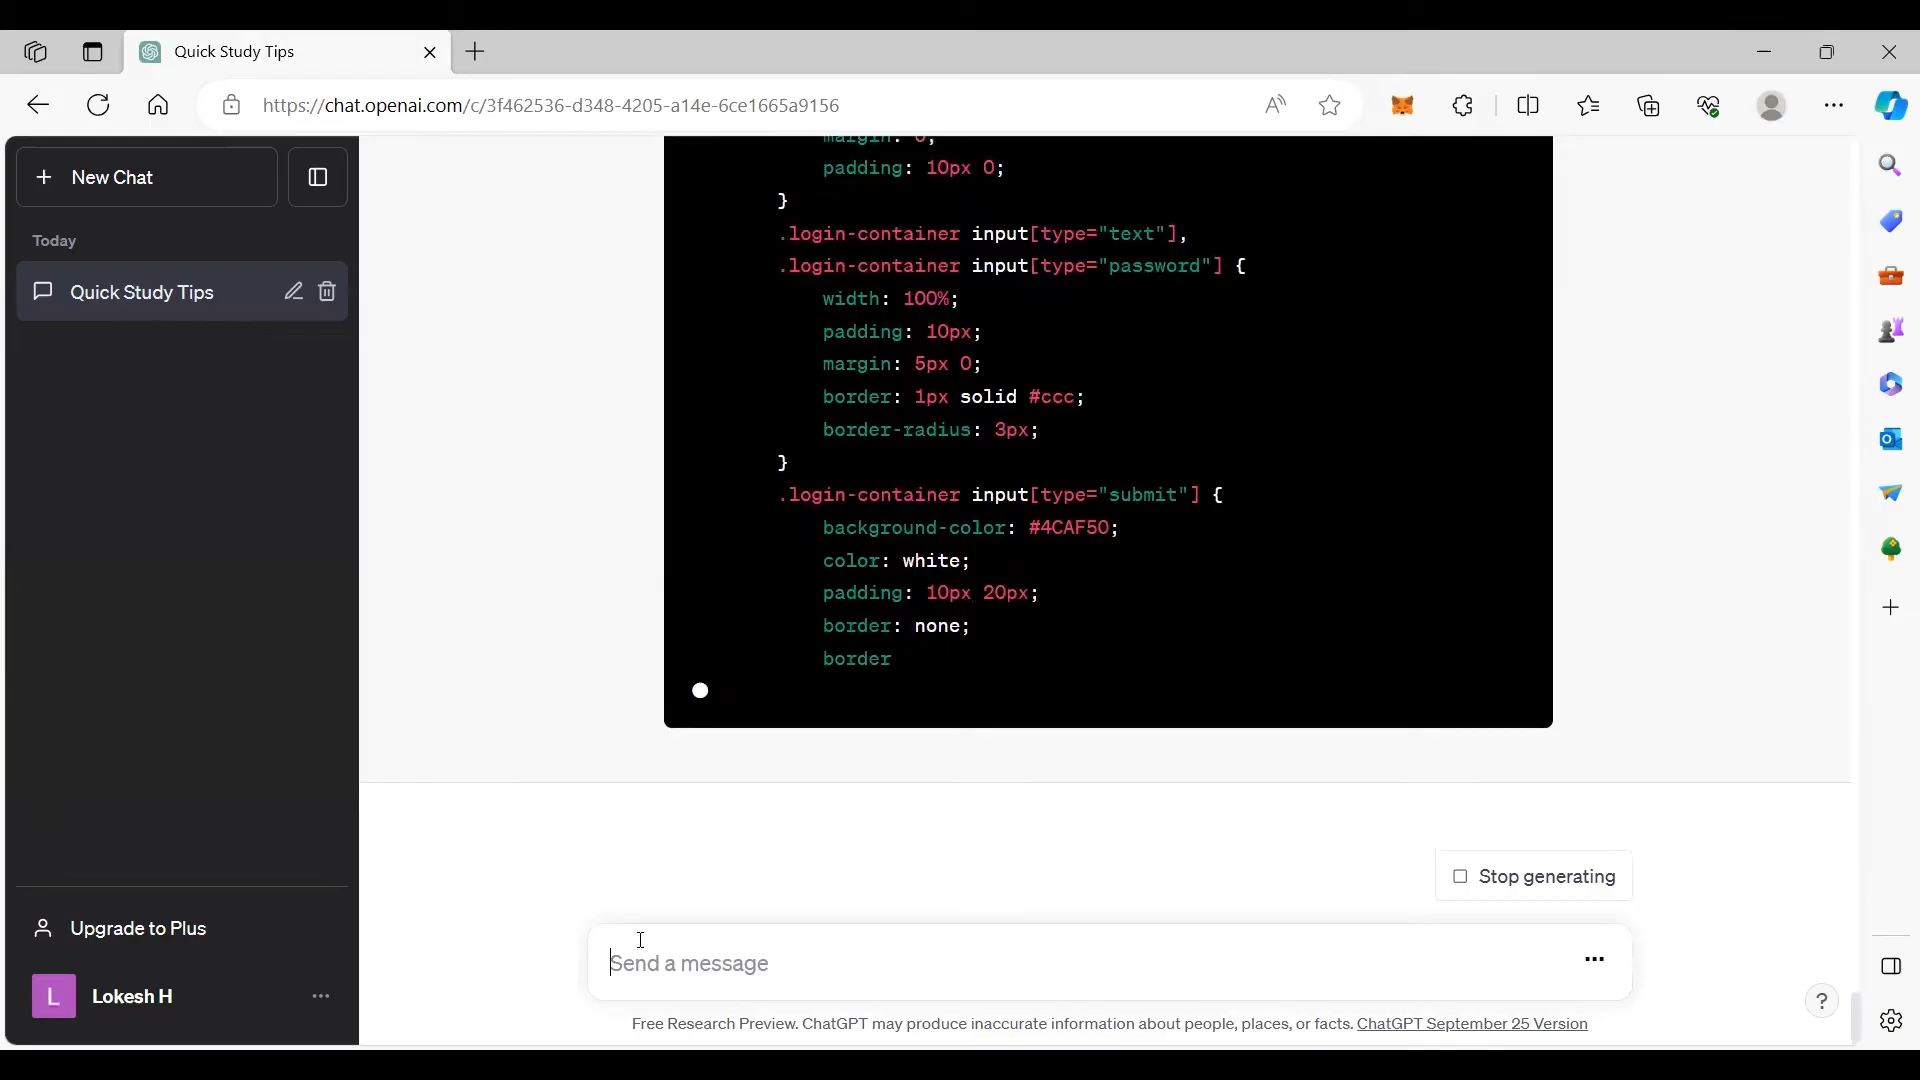 Quick Study Tips
https://chat.openai.com/c/3f462536-d348-4205-a14e-6ce1665a9156
New Chat
Today
Quick Study Tips
margin: 0;
padding: 10px 0;
}
.login-container input[type="text"],
.login-container input[type="password"] {
width: 100%;
padding: 10px;
margin: 5px 0;
border: 1px solid #ccc;
border-radius: 3px;
}
.login-container input[type="submit"] {
background-color: #4CAF50;
color: white;
padding: 10px 20px;
border: none;
border
Stop generating
Upgrade to Plus
Send a message
L Lokesh H
Free Research Preview. ChatGPT may produce inaccurate information about people, places, or facts. ChatGPT September 25 Version
?